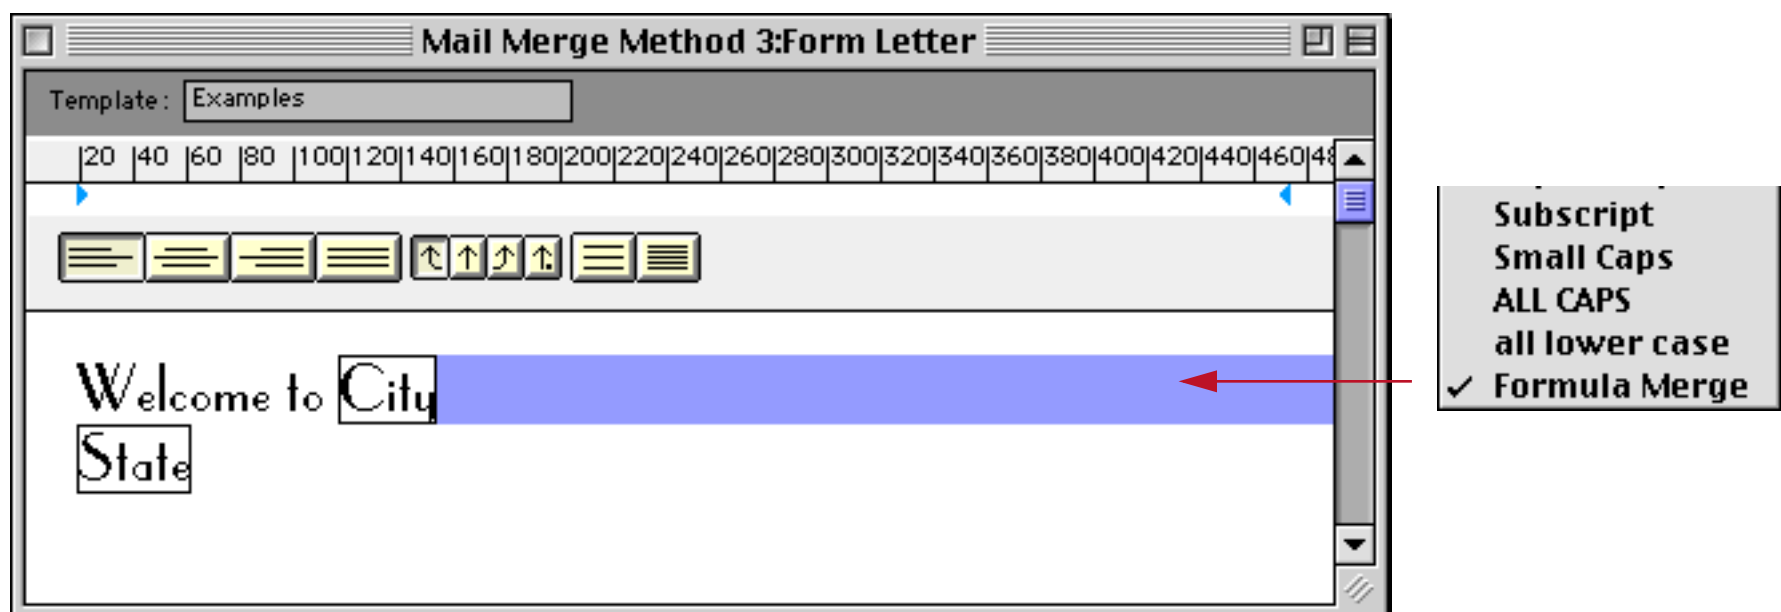 Mail Merge Method 3:Form Letter
Template: Examples
20 40 60 80 100 120 140 160 180 200 220 240 260 280 300 320 340 360 380 400 420 440 460
Welcome to City
State
Subscript
Small Caps
ALL CAPS
all lower case
✓ Formula Merge